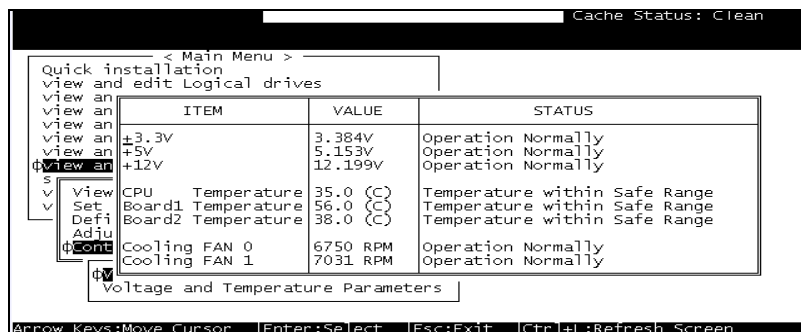 Cache Status: Clean
< Main Menu >
Quick installation
view and edit Logical drives
view an
view an ITEM VALUE STATUS
view an
view an +3.3V 3.384V Operation Normally
view an +5V 5.153V Operation Normally
view an +12V 12.199V Operation Normally
s
v View CPU Temperature 35.0 (C) Temperature within Safe Range
v Set Board1 Temperature 56.0 (C) Temperature within Safe Range
Defi Board2 Temperature 38.0 (C) Temperature within Safe Range
Adju
Cont Cooling FAN 0 6750 RPM Operation Normally
Cooling FAN 1 7031 RPM Operation Normally
V
Voltage and Temperature Parameters
Arrow Keys:Move Cursor |Enter:Select |Esc:Exit |Ctrl+L:Refresh Screen